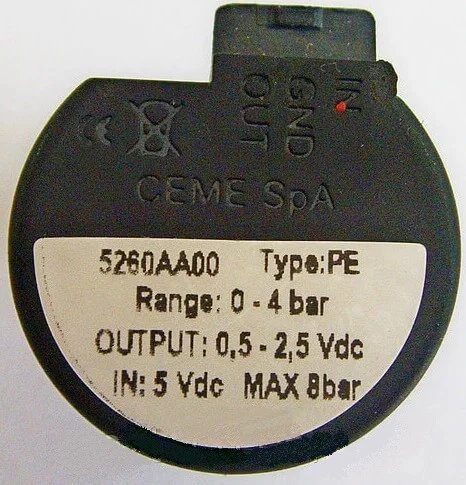 IN
GND
OUT
CE
CEME SpA
5260AA00 Type:PE
Range: 0 - 4 bar
OUTPUT: 0,5 - 2,5 Vdc
IN: 5 Vdc MAX 8bar